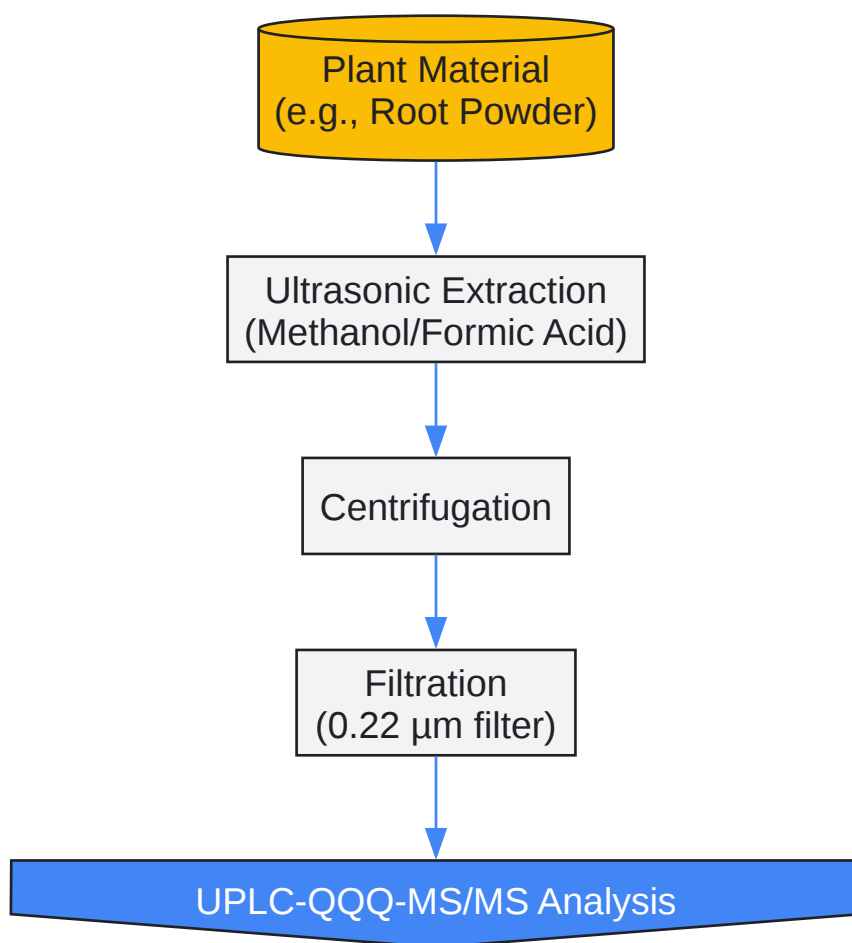 Plant Material
(e.g., Root Powder)
Ultrasonic Extraction
(Methanol/Formic Acid)
Centrifugation
Filtration
(0.22 µm filter)
UPLC-QQQ-MS/MS Analysis